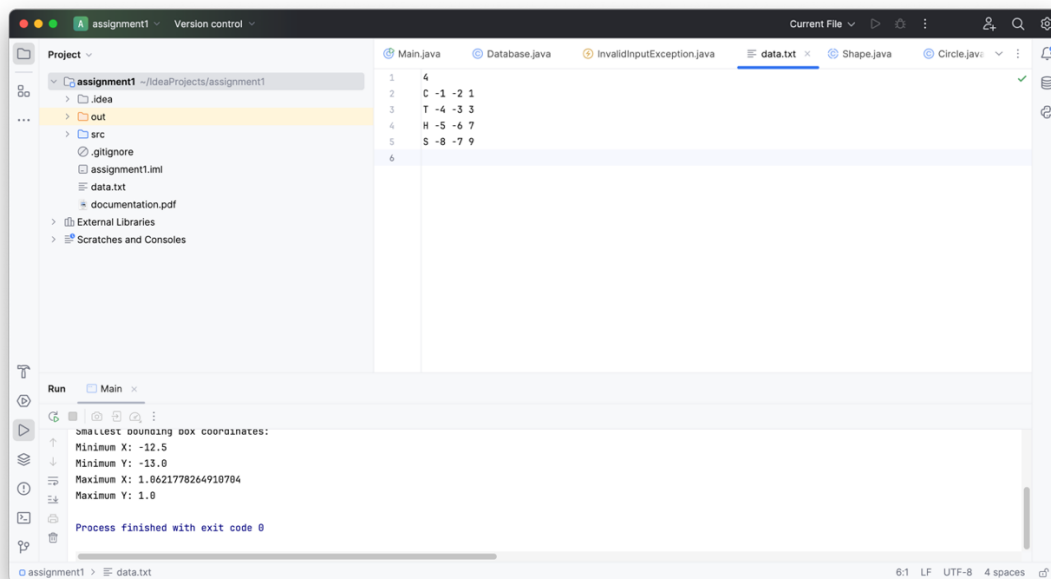 A assignment1 Version control Current File
Project
Main.java Database.java InvalidInputException.java data.txt Shape.java Circle.java
assignment1 ~/IdeaProjects/assignment1
.idea
out
src
.gitignore
assignment1.iml
data.txt
documentation.pdf
External Libraries
Scratches and Consoles
1 4
2 C -1 -2 1
3 T -4 -3 3
4 H -5 -6 7
5 S -8 -7 9
6
Run Main
Smallest bounding box coordinates:
Minimum X: -12.5
Minimum Y: -13.0
Maximum X: 1.0621778264910704
Maximum Y: 1.0
Process finished with exit code 0
assignment1 > data.txt 6:1 LF UTF-8 4 spaces